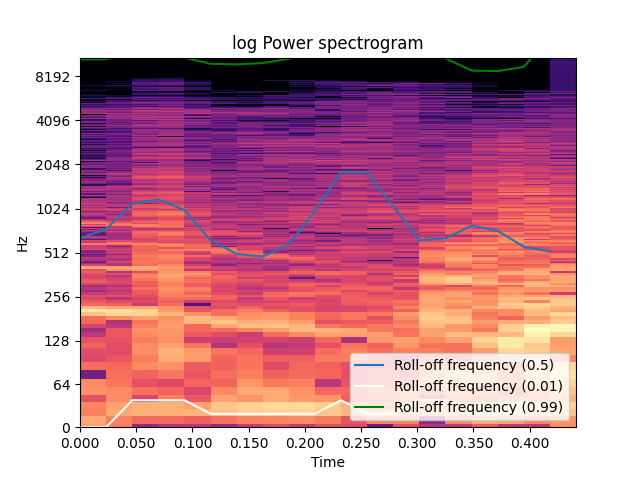 log Power spectrogram
Hz
8192
4096
2048
1024
512
256
128
64
0
Roll-off frequency (0.5)
Roll-off frequency (0.01)
Roll-off frequency (0.99)
0.000 0.050 0.100 0.150 0.200 0.250 0.300 0.350 0.400
Time